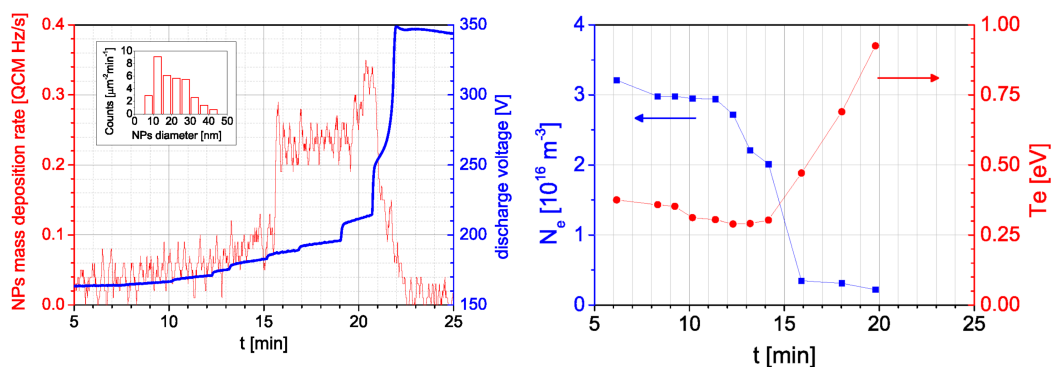 NPs mass deposition rate [QCM Hz/s]
0.4
0.3
0.2
0.1
0.0
Counts [μm⁻²min⁻¹]
10
8
6
4
2
0
0 10 20 30 40 50
NPs diameter [nm]
350
300
250
200
150
discharge voltage [V]
5 10 15 20 25
t [min]
Nₑ [10¹⁶ m⁻³]
4
3
2
1
0
1.00
0.75
0.50
0.25
0.00
Te [eV]
5 10 15 20 25
t [min]